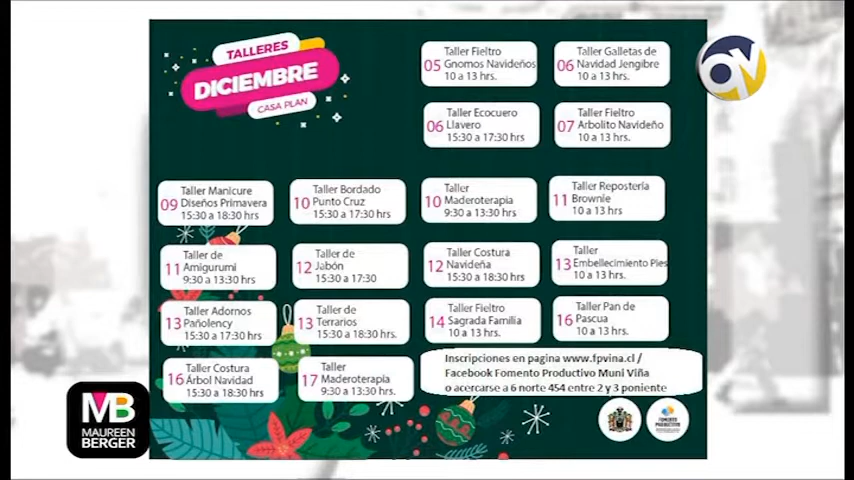 TALLERES
DICIEMBRE
CASA PLAN
05 Taller Fieltro
Gnomos Navideños
10 a 13 hrs.
06 Taller Galletas de
Navidad Jengibre
10 a 13 hrs.
06 Taller Ecocuero
Llavero
15:30 a 17:30 hrs
07 Taller Fieltro
Arbolito Navideño
10 a 13 hrs.
09 Taller Manicure
Diseños Primavera
15:30 a 18:30 hrs
10 Taller Bordado
Punto Cruz
15:30 a 17:30 hrs
10 Taller
Maderoterapia
9:30 a 13:30 hrs
11 Taller Repostería
Brownie
10 a 13 hrs
11 Taller de
Amigurumi
9:30 a 13:30 hrs
12 Taller de
Jabón
15:30 a 17:30
12 Taller Costura
Navideña
15:30 a 18:30 hrs
13 Taller
Embellecimiento Pies
10 a 13 hrs.
13 Taller Adornos
Pañolency
15:30 a 17:30 hrs
13 Taller de
Terrarios
15:30 a 18:30 hrs.
14 Taller Fieltro
Sagrada Familia
10 a 13 hrs.
16 Taller Pan de
Pascua
10 a 13 hrs.
16 Taller Costura
Árbol Navidad
15:30 a 18:30 hrs
17 Taller
Maderoterapia
9:30 a 13:30 hrs.
Inscripciones en pagina www.fpvina.cl /
Facebook Fomento Productivo Muni Viña
o acercarse a 6 norte 454 entre 2 y 3 poniente
FOMENTO
PRODUCTIVO
MB
MAUREEN
BERGER